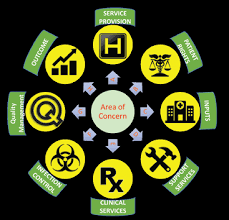 SERVICE
PROVISION
PATIENT
RIGHTS
INPUTS
SUPPORT
SERVICES
CLINICAL
SERVICES
INFECTION
CONTROL
Quality
Management
OUTCOME
Area of
Concern
H
Rx